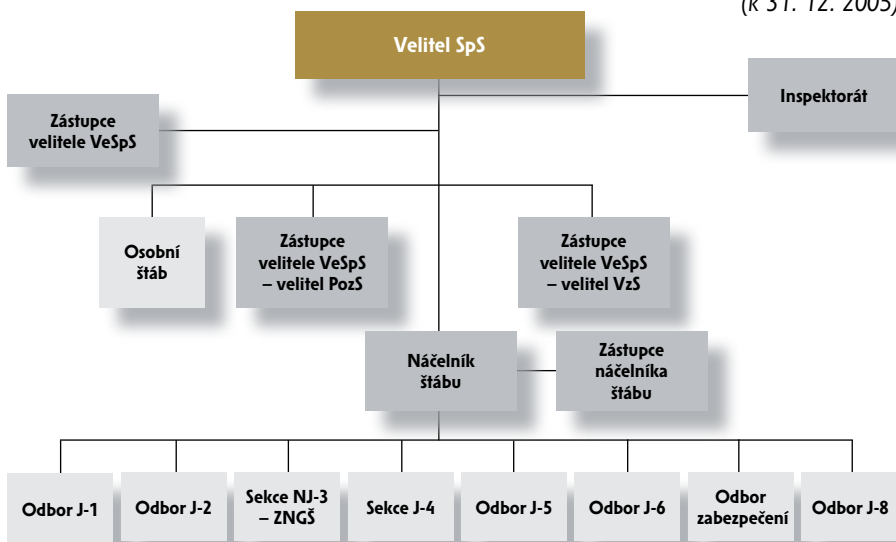 (k 31. 12. 2005)
Velitel SpS
Inspektorát
Zástupce
velitele VeSpS
Osobní
štáb
Zástupce
velitele VeSpS
– velitel PozS
Zástupce
velitele VeSpS
– velitel VzS
Náčelník
štábu
Zástupce
náčelníka
štábu
Odbor J-1
Odbor J-2
Sekce NJ-3
– ZNGŠ
Sekce J-4
Odbor J-5
Odbor J-6
Odbor
zabezpečení
Odbor J-8